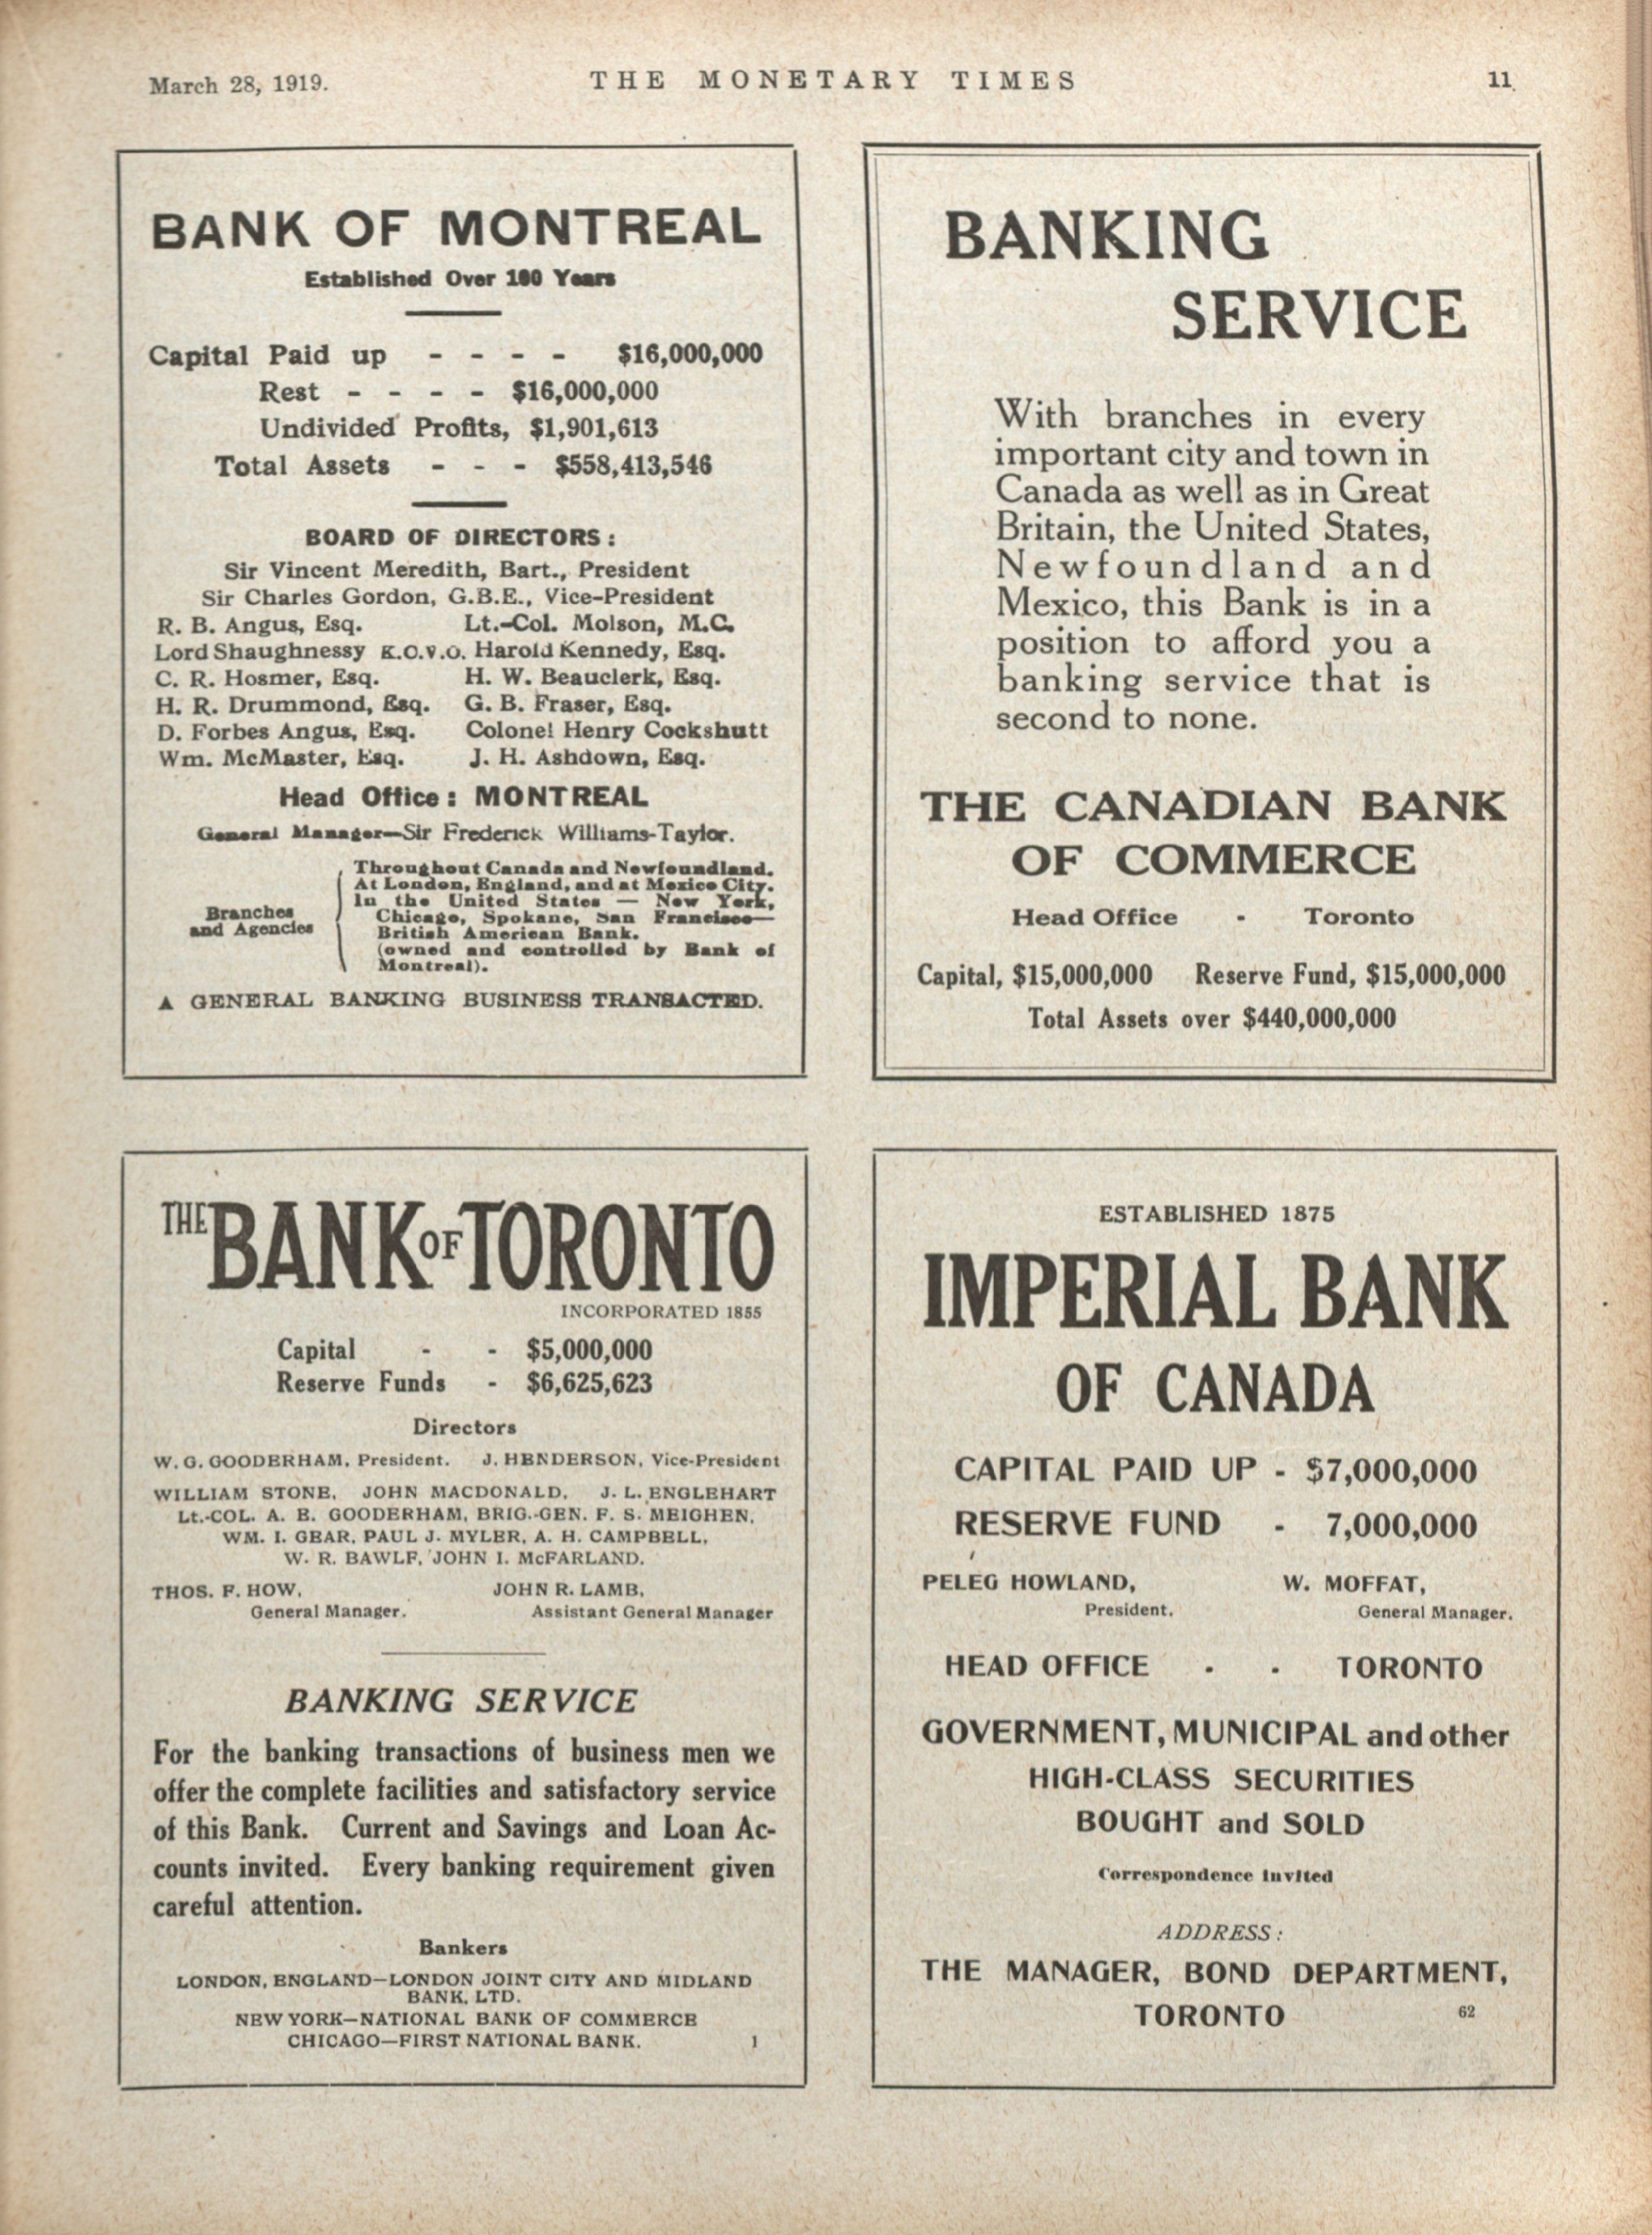 March 28, 1919.
THE MONETARY TIMES
11
BANK OF MONTREAL
Established Over 100 Years
Capital Paid up - - - - $16,000,000
Rest - - - - $16,000,000
Undivided Profits, $1,901,613
Total Assets - - - $558,413,546
BOARD OF DIRECTORS:
Sir Vincent Meredith, Bart., President
Sir Charles Gordon, G.B.E., Vice-President
R. B. Angus, Esq. Lt.-Col. Molson, M.C.
Lord Shaughnessy K.C.V.O. Harold Kennedy, Esq.
C. R. Hosmer, Esq. H. W. Beauclerk, Esq.
H. R. Drummond, Esq. G. B. Fraser, Esq.
D. Forbes Angus, Esq. Colonel Henry Cockshutt
Wm. McMaster, Esq. J. H. Ashdown, Esq.
Head Office: MONTREAL
General Manager—Sir Frederick Williams-Taylor.
Branches
and Agencies
Throughout Canada and Newfoundland.
At London, England, and at Mexico City.
In the United States — New York,
Chicago, Spokane, San Francisco—
British American Bank.
(owned and controlled by Bank of
Montreal).
A GENERAL BANKING BUSINESS TRANSACTED.
BANKING
SERVICE
With branches in every
important city and town in
Canada as well as in Great
Britain, the United States,
Newfoundland and
Mexico, this Bank is in a
position to afford you a
banking service that is
second to none.
THE CANADIAN BANK
OF COMMERCE
Head Office - Toronto
Capital, $15,000,000 Reserve Fund, $15,000,000
Total Assets over $440,000,000
THE BANK OF TORONTO
INCORPORATED 1855
Capital - - $5,000,000
Reserve Funds - $6,625,623
Directors
W. G. GOODERHAM, President. J. HENDERSON, Vice-President
WILLIAM STONE, JOHN MACDONALD, J. L. ENGLEHART
Lt.-COL. A. E. GOODERHAM, BRIG.-GEN. F. S. MEIGHEN,
WM. I. GEAR, PAUL J. MYLER, A. H. CAMPBELL,
W. R. BAWLF, JOHN I. McFARLAND.
THOS. F. HOW, JOHN R. LAMB,
General Manager. Assistant General Manager
BANKING SERVICE
For the banking transactions of business men we
offer the complete facilities and satisfactory service
of this Bank. Current and Savings and Loan Ac-
counts invited. Every banking requirement given
careful attention.
Bankers
LONDON, ENGLAND—LONDON JOINT CITY AND MIDLAND
BANK, LTD.
NEW YORK—NATIONAL BANK OF COMMERCE
CHICAGO—FIRST NATIONAL BANK. 1
ESTABLISHED 1875
IMPERIAL BANK
OF CANADA
CAPITAL PAID UP - $7,000,000
RESERVE FUND - 7,000,000
PELEG HOWLAND, W. MOFFAT,
President. General Manager.
HEAD OFFICE - - TORONTO
GOVERNMENT, MUNICIPAL and other
HIGH-CLASS SECURITIES
BOUGHT and SOLD
Correspondence Invited
ADDRESS:
THE MANAGER, BOND DEPARTMENT,
TORONTO 62